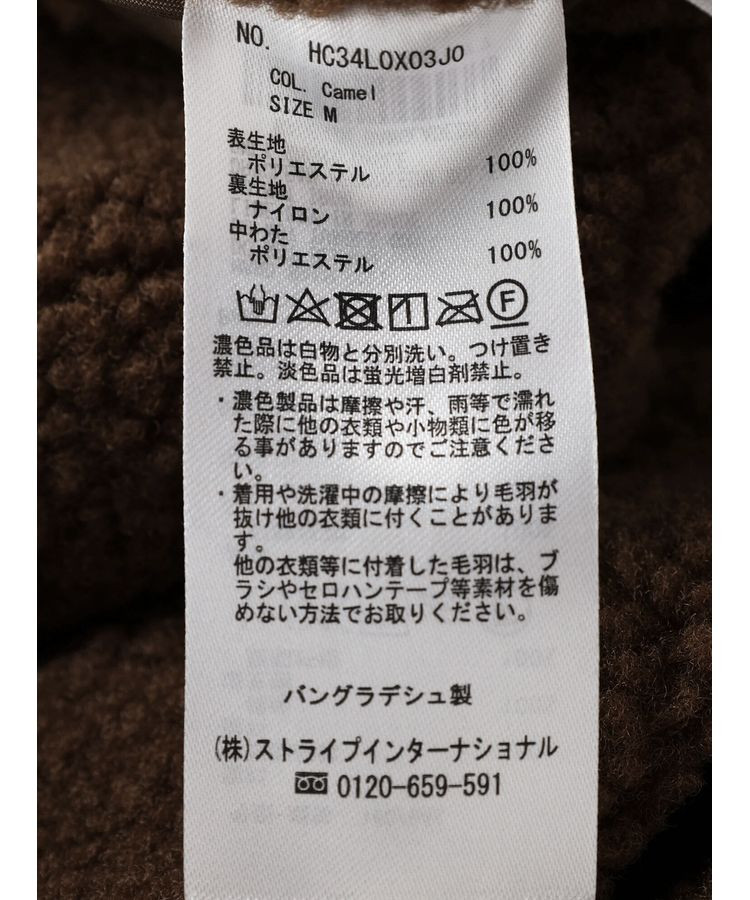 NO. HC34L0X03J0
COL. Camel
SIZE M
表生地
ポリエステル 100%
裏生地
ナイロン 100%
中わた
ポリエステル 100%
F
濃色品は白物と分別洗い。つけ置き
禁止。淡色品は蛍光増白剤禁止。
・濃色製品は摩擦や汗、雨等で濡れ
た際に他の衣類や小物類に色が移
る事がありますのでご注意くださ
い。
・着用や洗濯中の摩擦により毛羽が
抜け他の衣類に付くことがありま
す。
他の衣類等に付着した毛羽は、ブ
ラシやセロハンテープ等素材を傷
めない方法でお取りください。
バングラデシュ製
(株)ストライプインターナショナル
0120-659-591